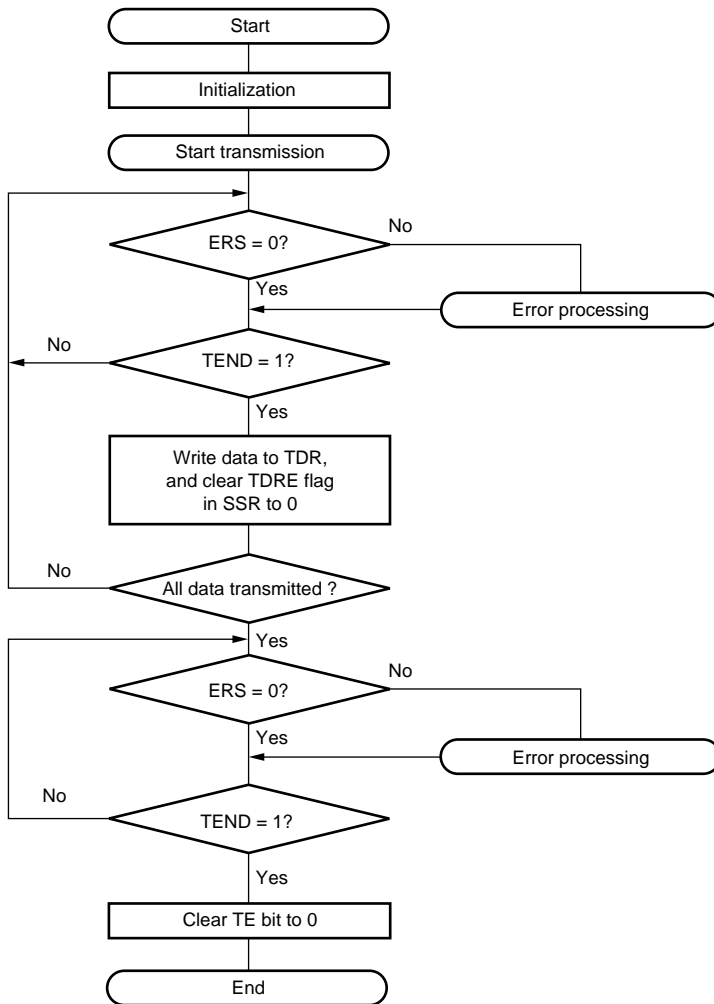 Start
Initialization
Start transmission
ERS = 0?
No
Yes
Error processing
No
TEND = 1?
Yes
Write data to TDR,
and clear TDRE flag
in SSR to 0
No
All data transmitted ?
Yes
No
ERS = 0?
Yes
Error processing
No
TEND = 1?
Yes
Clear TE bit to 0
End